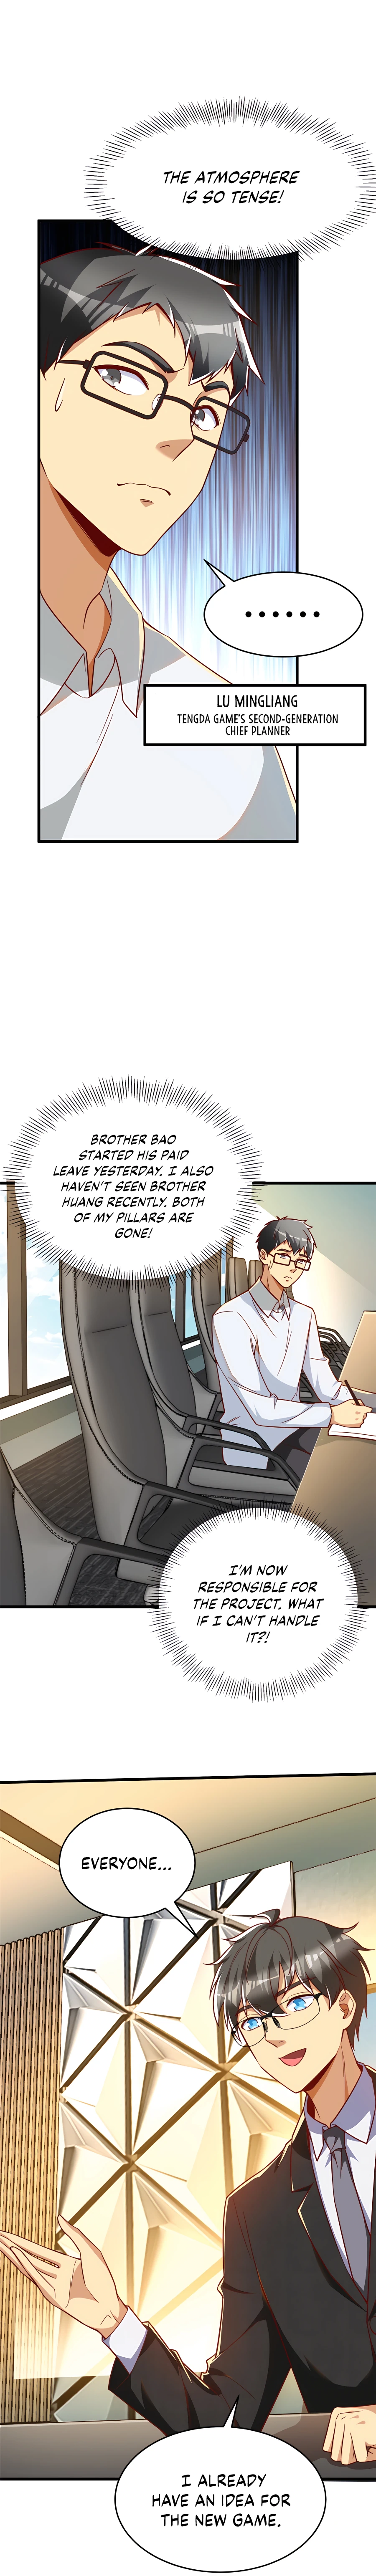 THE ATMOSPHERE
IS SO TENSE!
......
LU MINGLIANG
TENGDA GAME'S SECOND-GENERATION
CHIEF PLANNER
BROTHER BAO
STARTED HIS PAID
LEAVE YESTERDAY. I ALSO
HAVEN'T SEEN BROTHER
HUANG RECENTLY. BOTH
OF MY PILLARS ARE
GONE!
I'M NOW
RESPONSIBLE FOR
THE PROJECT. WHAT
IF I CAN'T HANDLE
IT?!
EVERYONE...
I ALREADY
HAVE AN IDEA FOR
THE NEW GAME.